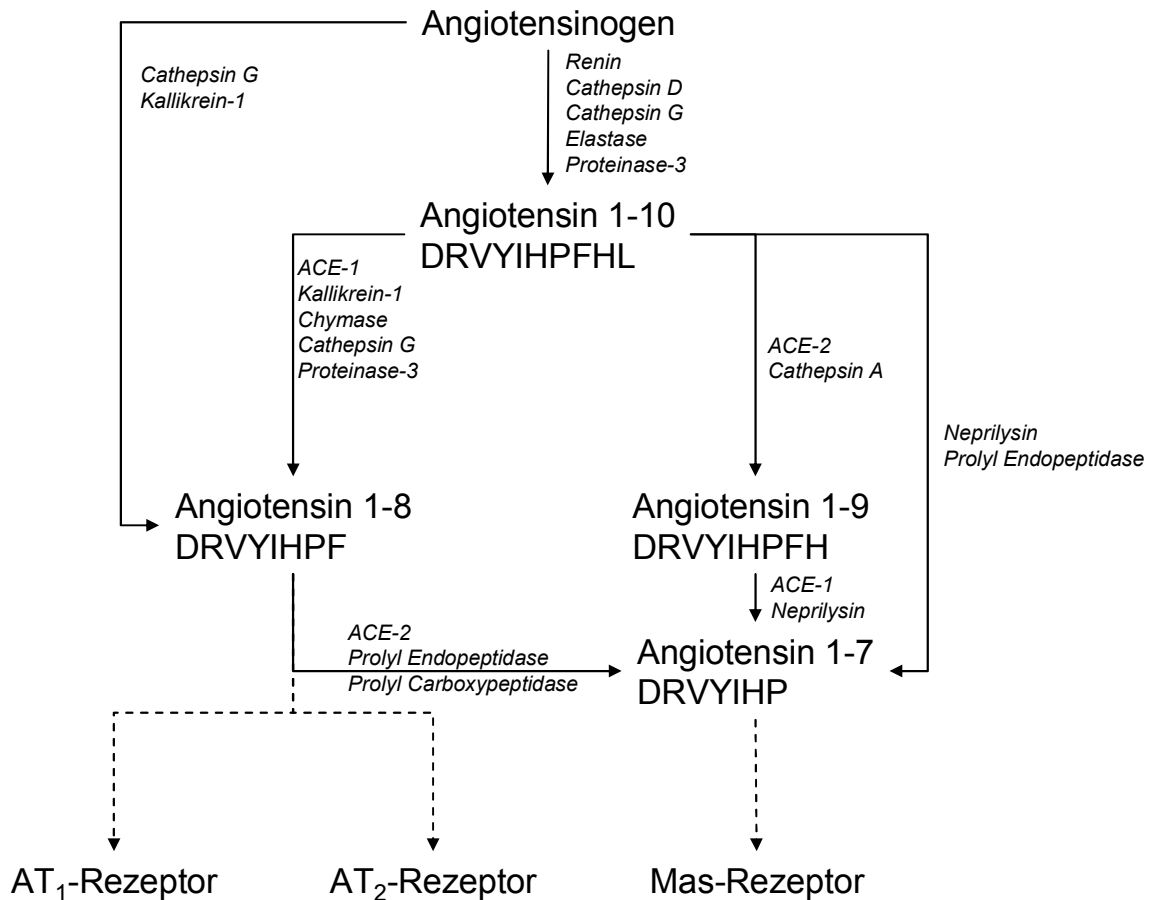 Angiotensinogen
Cathepsin G
Kallikrein-1
Renin
Cathepsin D
Cathepsin G
Elastase
Proteinase-3
Angiotensin 1-10
DRVYIHPFHL
ACE-1
Kallikrein-1
Chymase
Cathepsin G
Proteinase-3
ACE-2
Cathepsin A
Neprilysin
Prolyl Endopeptidase
Angiotensin 1-8
DRVYIHPF
Angiotensin 1-9
DRVYIHPFH
ACE-1
Neprilysin
ACE-2
Prolyl Endopeptidase
Prolyl Carboxypeptidase
Angiotensin 1-7
DRVYIHP
AT₁-Rezeptor
AT₂-Rezeptor
Mas-Rezeptor